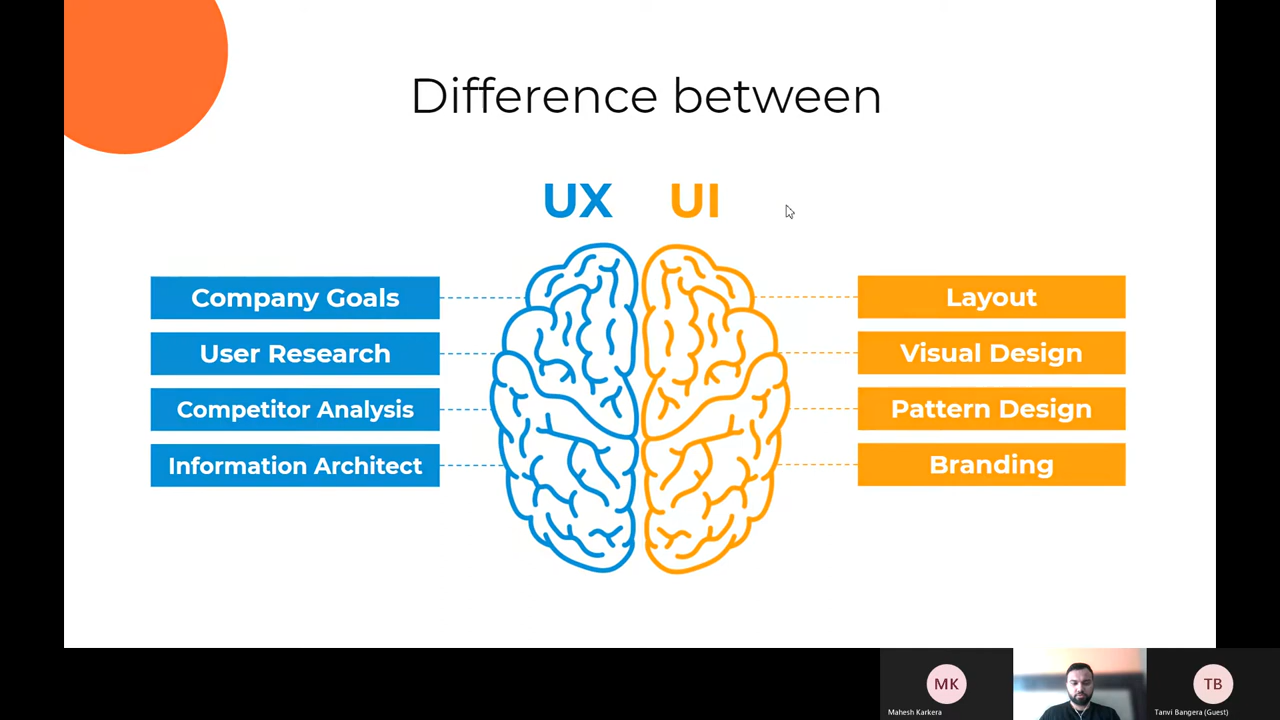 Difference between
UX UI
Company Goals
User Research
Competitor Analysis
Information Architect
Layout
Visual Design
Pattern Design
Branding
MK
Mahesh Karkera
TB
Tanvi Bangera (Guest)